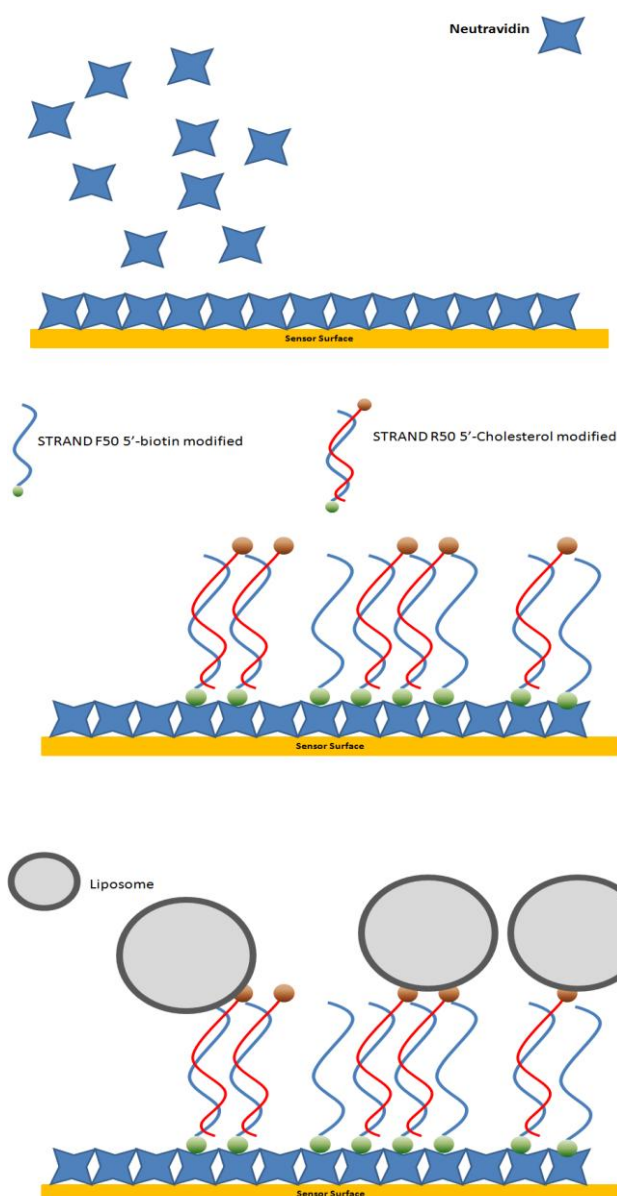 Neutravidin
Sensor Surface
STRAND F50 5’-biotin modified
STRAND R50 5’-Cholesterol modified
Sensor Surface
Liposome
Sensor Surface